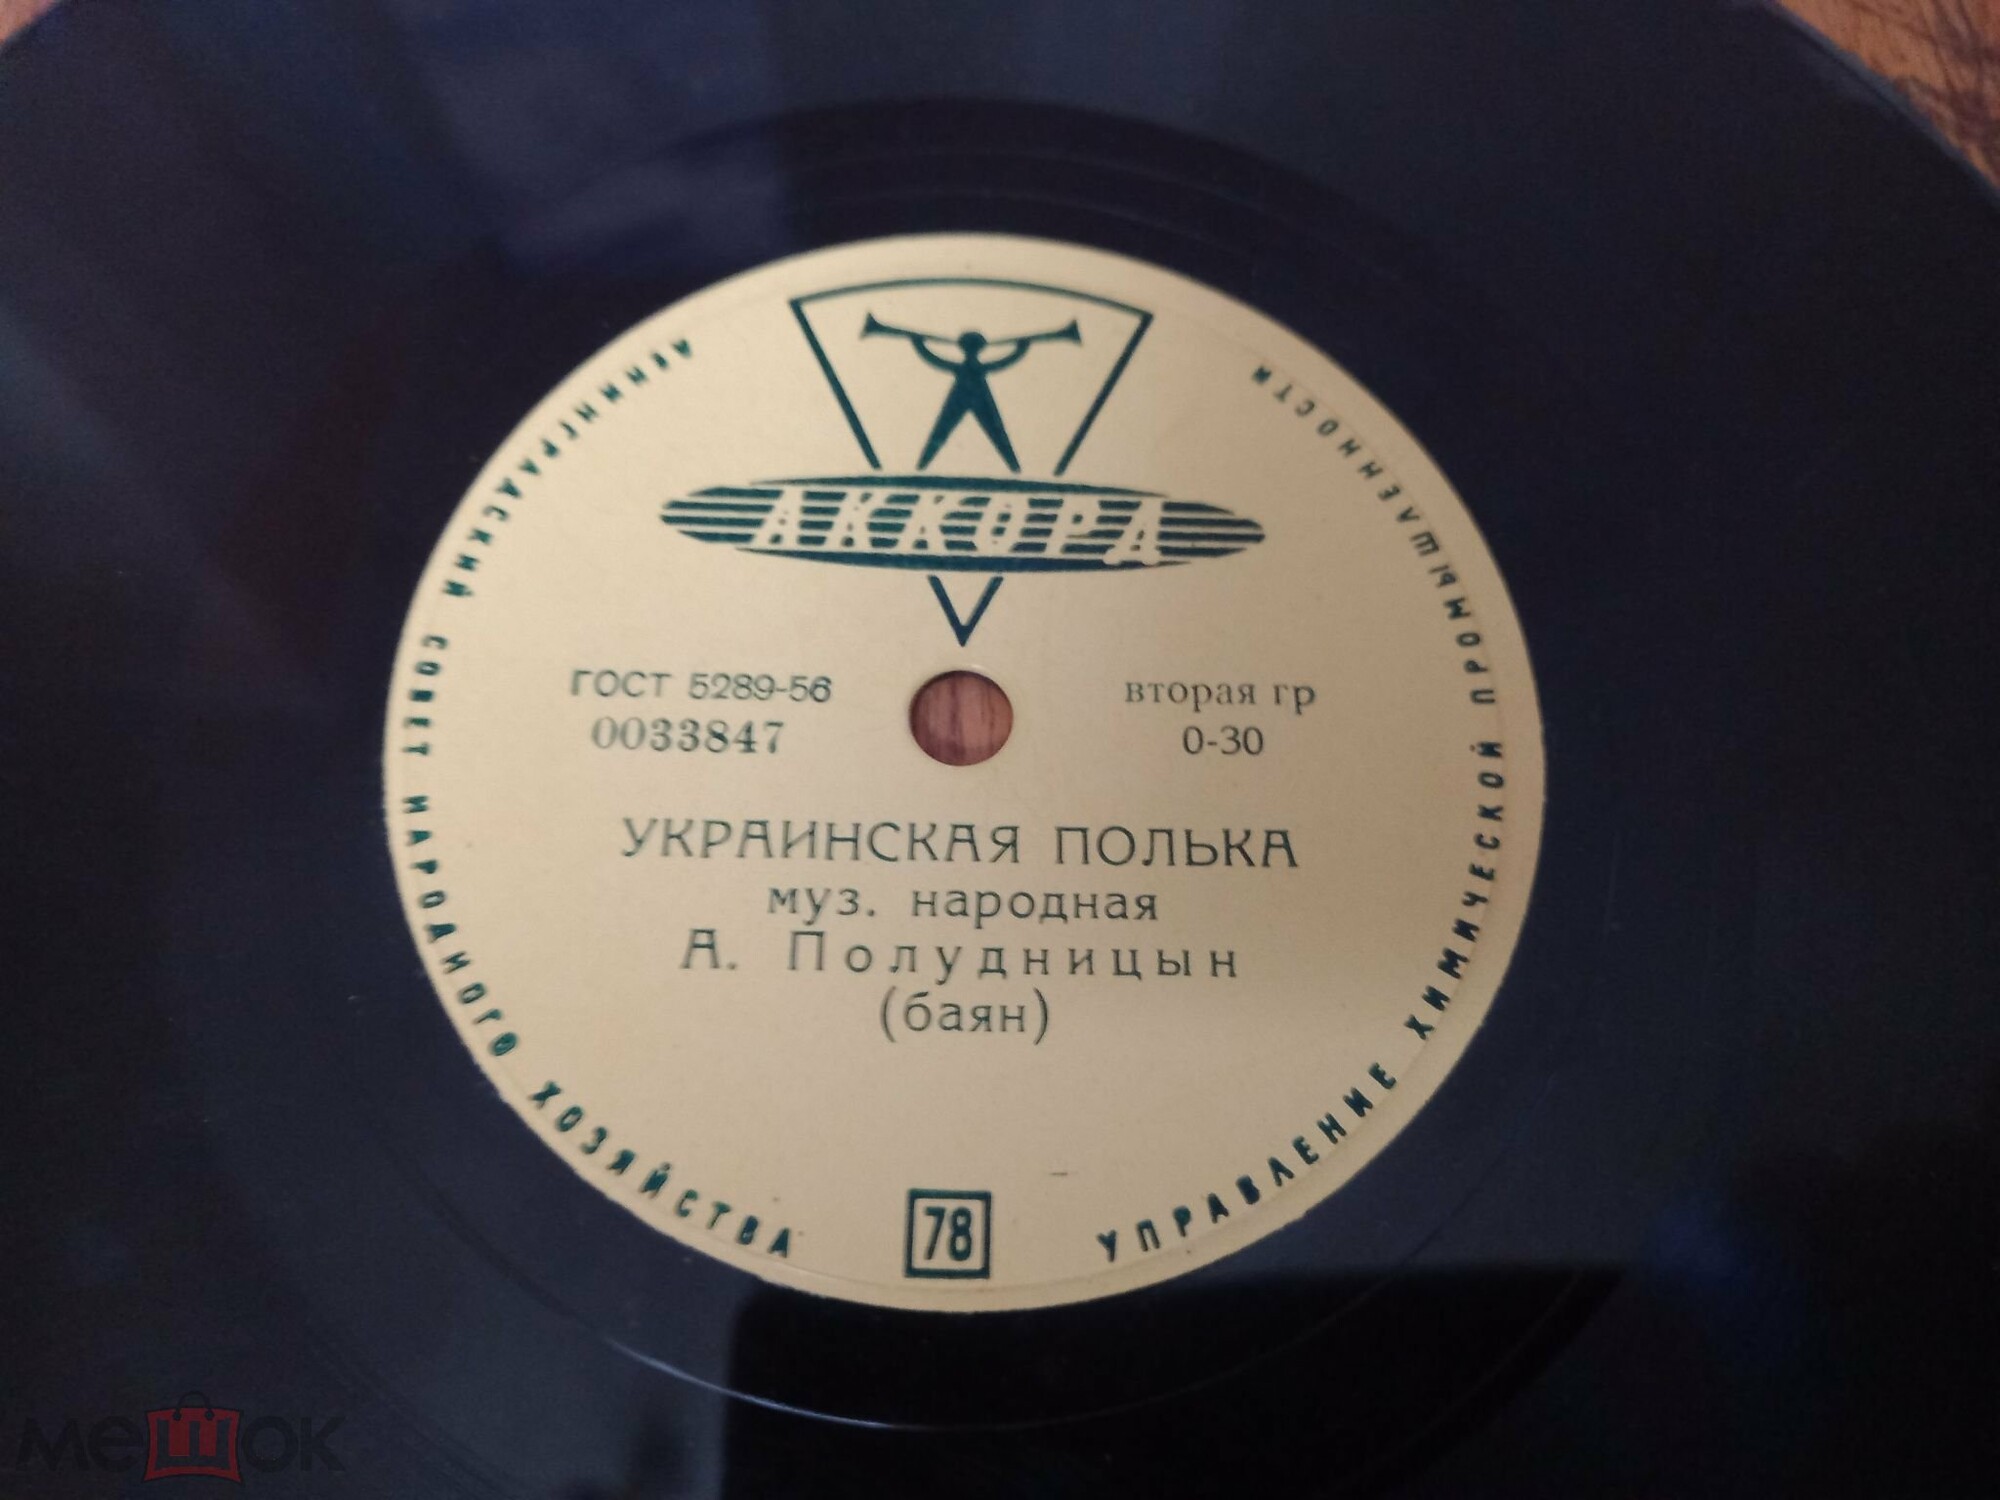 АККОРД
ГОСТ 5289-56
0033847
вторая гр
0-30
УКРАИНСКАЯ ПОЛЬКА
муз. народная
А. Полудницын
(баян)
78
ЛЕНИНГРАДСКИЙ СОВЕТ НАРОДНОГО ХОЗЯЙСТВА
УПРАВЛЕНИЕ ХИМИЧЕСКОЙ ПРОМЫШЛЕННОСТИ
мешок